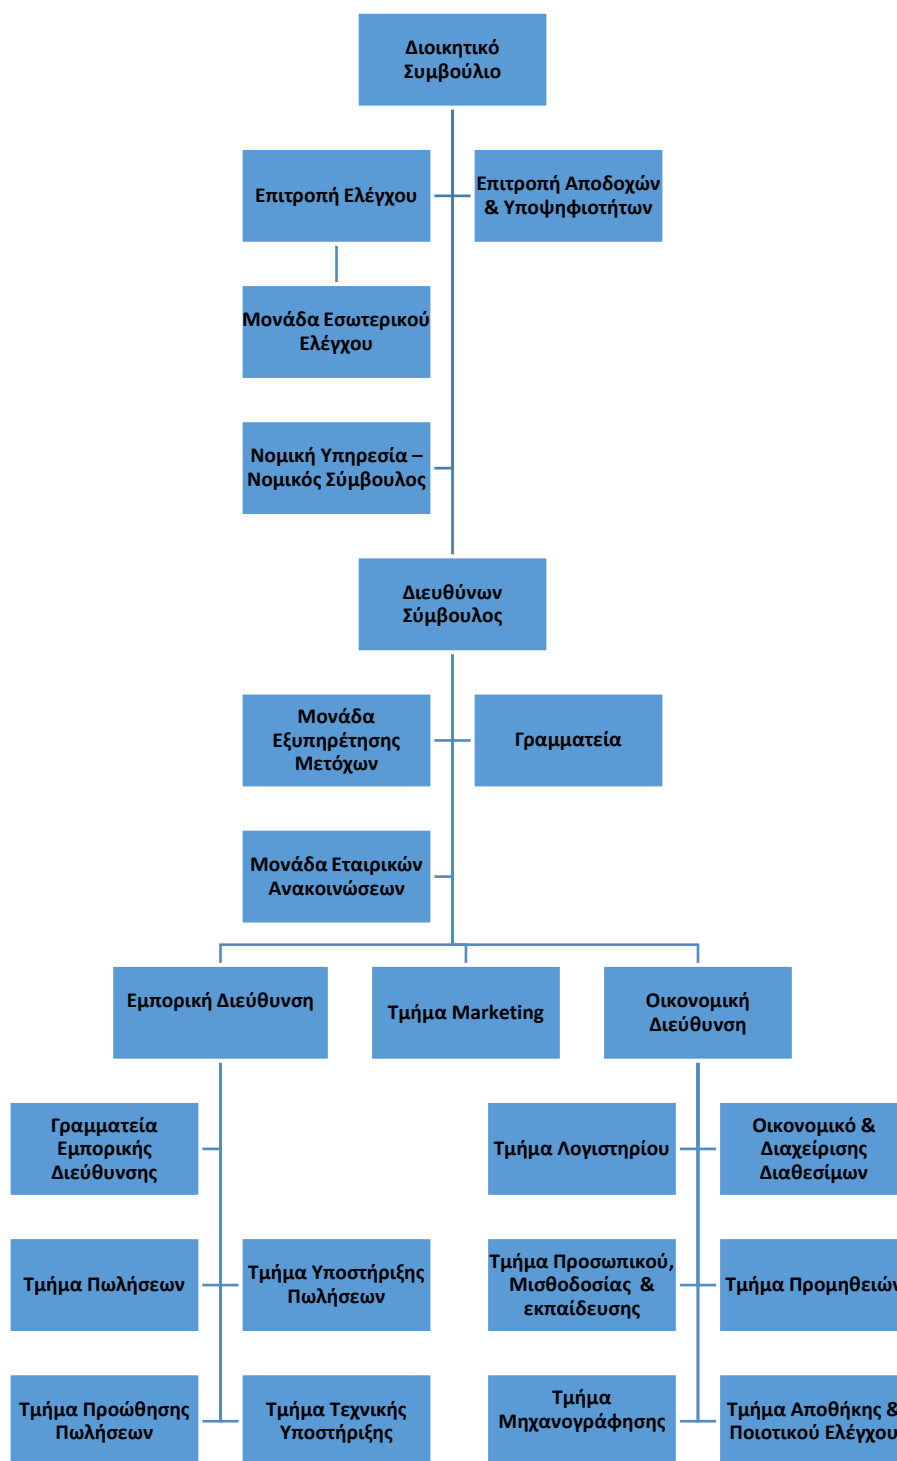 Διοικητικό
Συμβούλιο
Επιτροπή Ελέγχου
Επιτροπή Αποδοχών
& Υποψηφιοτήτων
Μονάδα Εσωτερικού
Ελέγχου
Νομική Υπηρεσία –
Νομικός Σύμβουλος
Διευθύνων
Σύμβουλος
Μονάδα
Εξυπηρέτησης
Μετόχων
Γραμματεία
Μονάδα Εταιρικών
Ανακοινώσεων
Εμπορική Διεύθυνση
Τμήμα Marketing
Οικονομική
Διεύθυνση
Γραμματεία
Εμπορικής
Διεύθυνσης
Τμήμα Λογιστηρίου
Οικονομικό &
Διαχείρισης
Διαθεσίμων
Τμήμα Πωλήσεων
Τμήμα Υποστήριξης
Πωλήσεων
Τμήμα Προσωπικού,
Μισθοδοσίας &
εκπαίδευσης
Τμήμα Προμηθειών
Τμήμα Προώθησης
Πωλήσεων
Τμήμα Τεχνικής
Υποστήριξης
Τμήμα
Μηχανογράφησης
Τμήμα Αποθήκης &
Ποιοτικού Ελέγχου